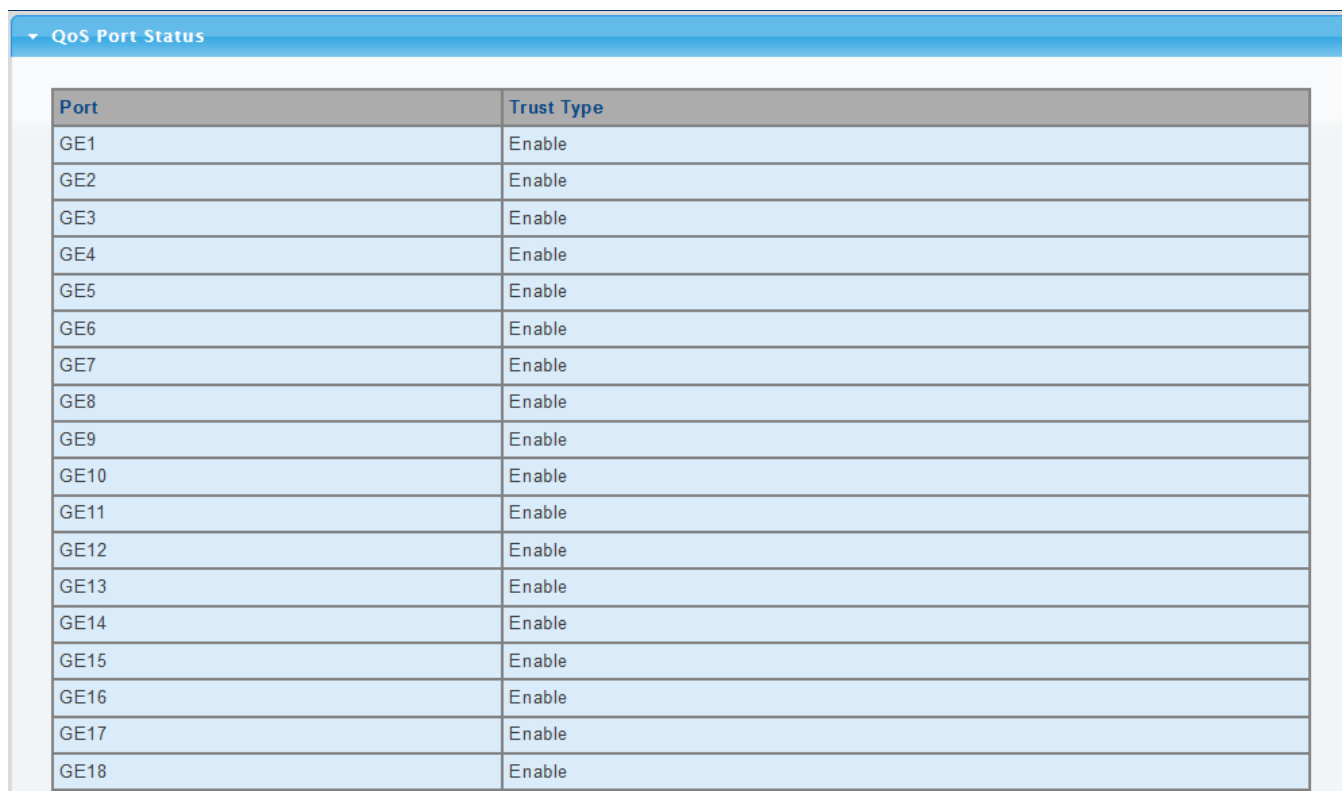 QoS Port Status
Port Trust Type
GE1 Enable
GE2 Enable
GE3 Enable
GE4 Enable
GE5 Enable
GE6 Enable
GE7 Enable
GE8 Enable
GE9 Enable
GE10 Enable
GE11 Enable
GE12 Enable
GE13 Enable
GE14 Enable
GE15 Enable
GE16 Enable
GE17 Enable
GE18 Enable